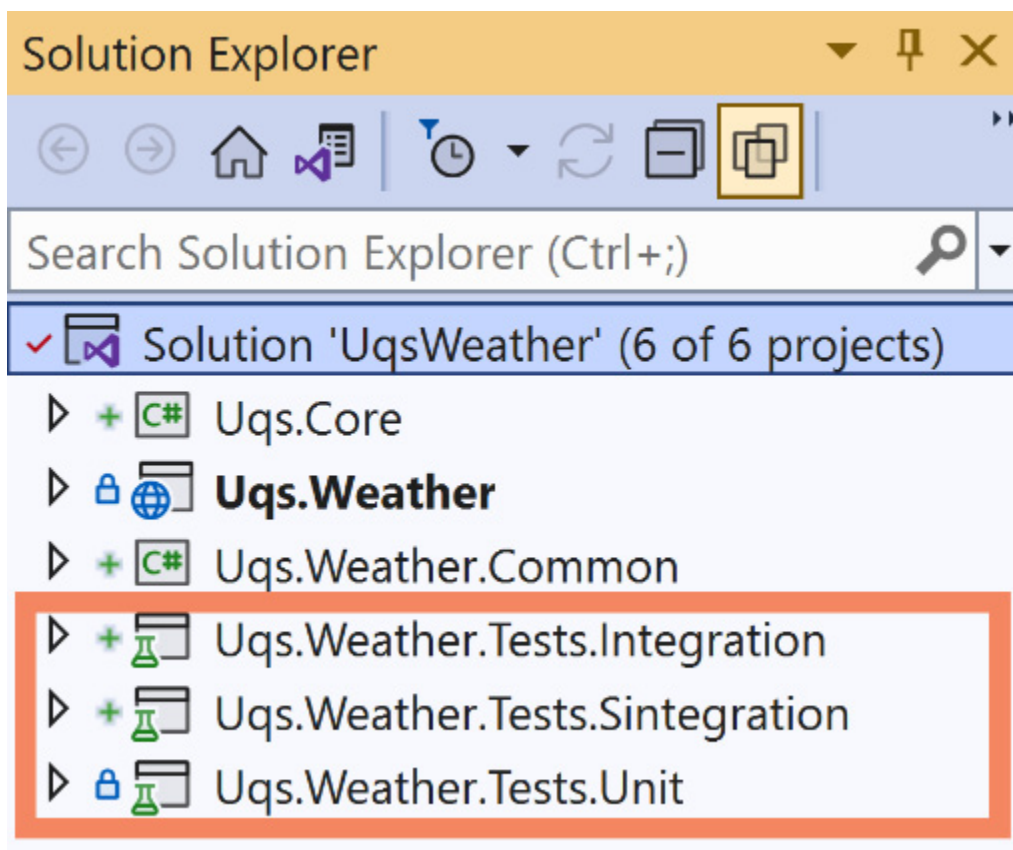 Solution Explorer
Search Solution Explorer (Ctrl+;)
Solution 'UqsWeather' (6 of 6 projects)
C# Uqs.Core
Uqs.Weather
C# Uqs.Weather.Common
Uqs.Weather.Tests.Integration
Uqs.Weather.Tests.Sintegration
Uqs.Weather.Tests.Unit